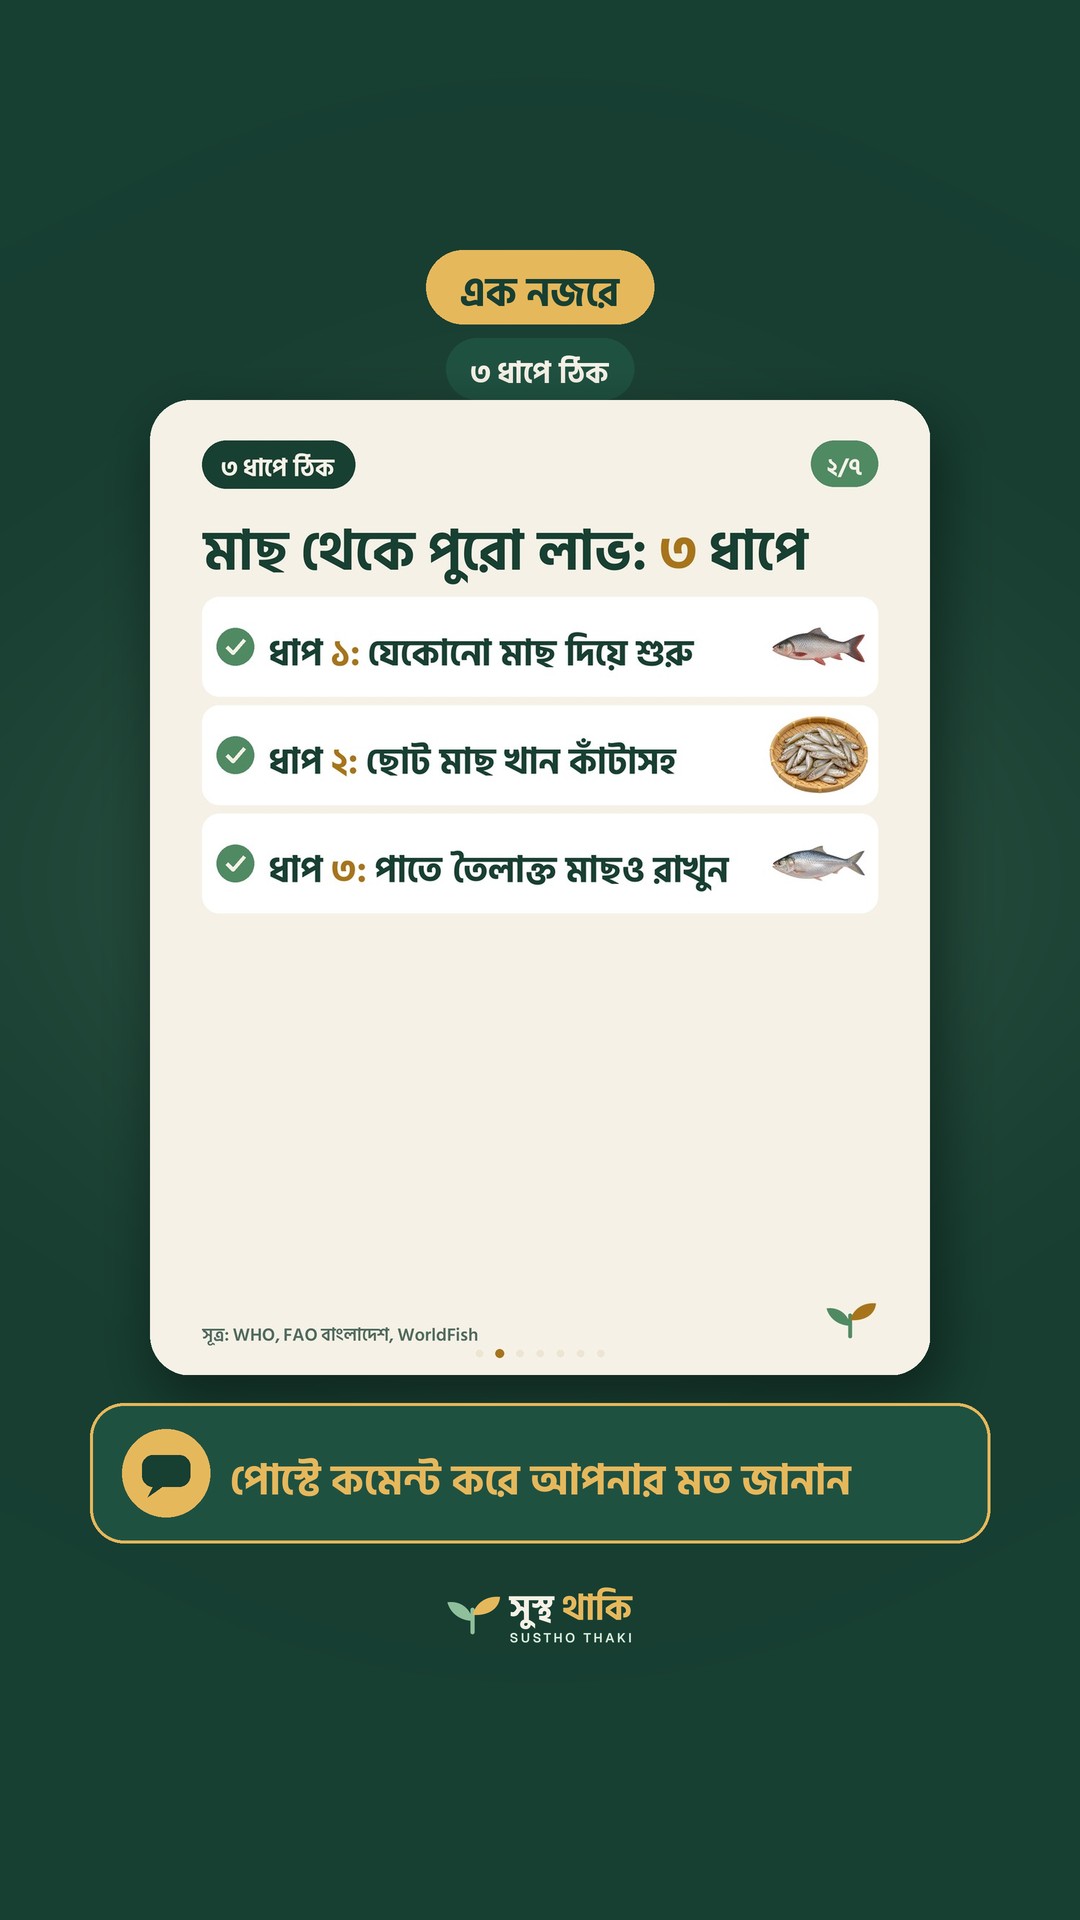 এক নজরে
৩ ধাপে ঠিক
৩ ধাপে ঠিক
২/৭
মাছ থেকে পুরো লাভ: ৩ ধাপে
ধাপ ১: যেকোনো মাছ দিয়ে শুরু
ধাপ ২: ছোট মাছ খান কাঁটাসহ
ধাপ ৩: পাতে তৈলাক্ত মাছও রাখুন
সূত্র: WHO, FAO বাংলাদেশ, WorldFish
পোস্টে কমেন্ট করে আপনার মত জানান
সুস্থ থাকি
SUSTHO THAKI